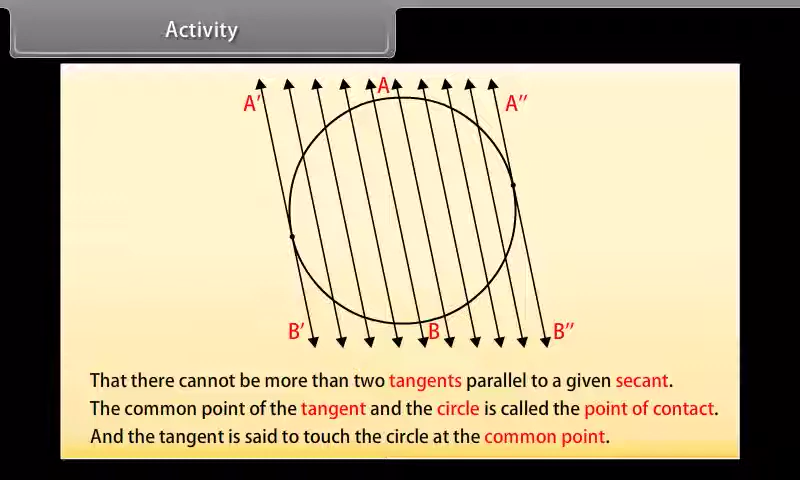 Activity
A′ A A″
B′ B B″
That there cannot be more than two tangents parallel to a given secant.
The common point of the tangent and the circle is called the point of contact.
And the tangent is said to touch the circle at the common point.